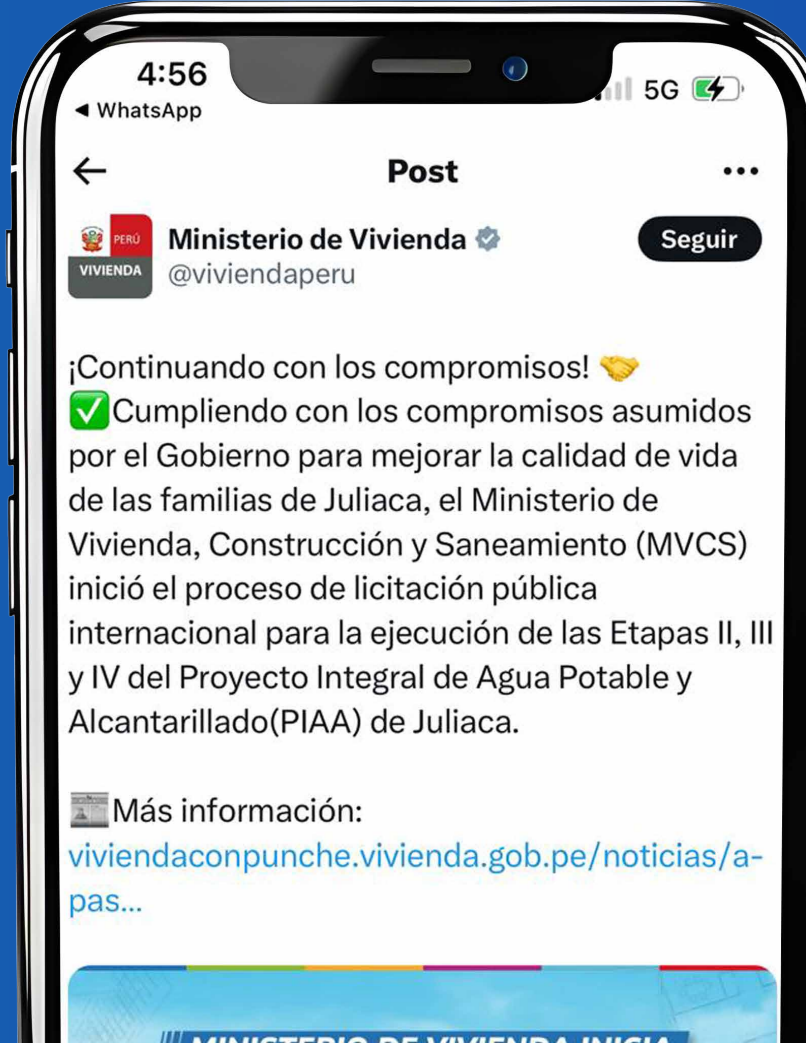 4:56
5G
◀ WhatsApp
Post
PERÚ
VIVIENDA
Ministerio de Vivienda
Seguir
@viviendaperu
¡Continuando con los compromisos! 🤝
✅Cumpliendo con los compromisos asumidos
por el Gobierno para mejorar la calidad de vida
de las familias de Juliaca, el Ministerio de
Vivienda, Construcción y Saneamiento (MVCS)
inició el proceso de licitación pública
internacional para la ejecución de las Etapas II, III
y IV del Proyecto Integral de Agua Potable y
Alcantarillado(PIAA) de Juliaca.
📰Más información:
viviendaconpunche.vivienda.gob.pe/noticias/a-
pas...
MINISTERIO DE VIVIENDA INICIA